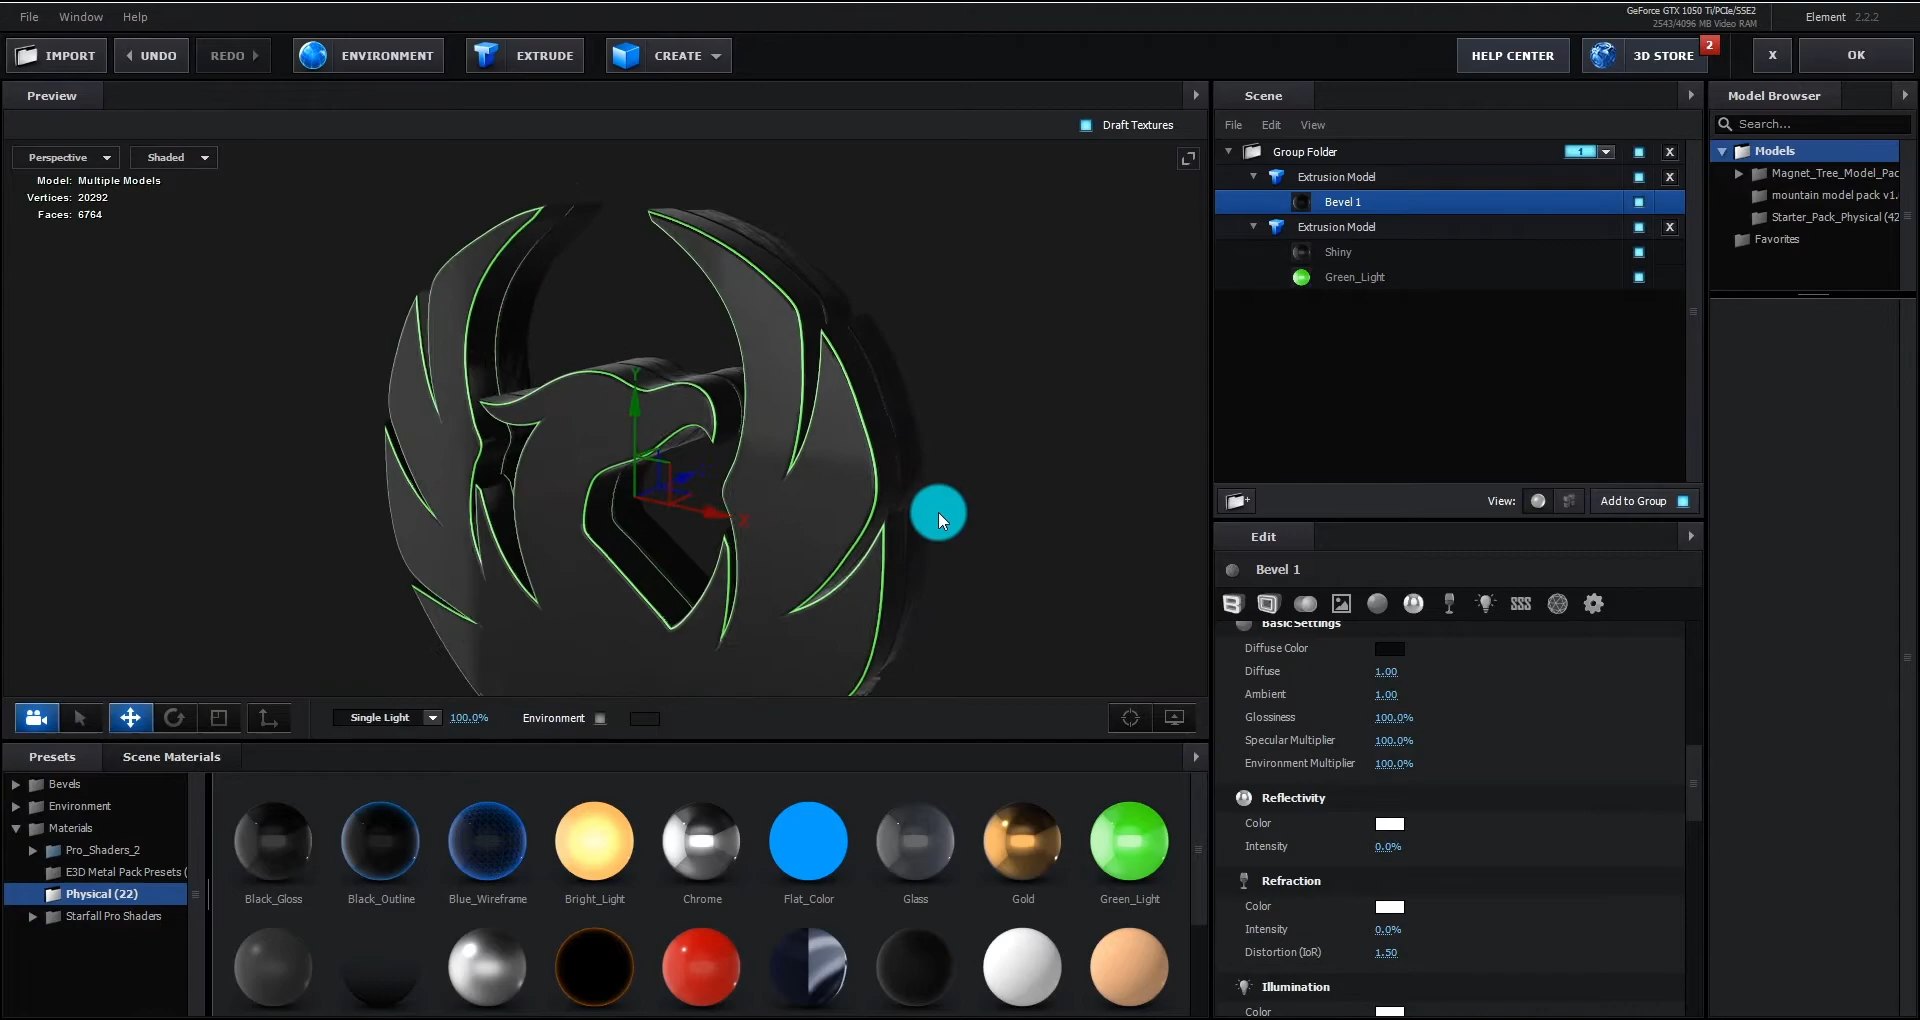 File Window Help
GeForce GTX 1050 Ti/PCIe/SSE2
2543/4096 MB Video RAM
Element 2.2.2
IMPORT UNDO REDO ENVIRONMENT EXTRUDE CREATE HELP CENTER 3D STORE 2 X OK
Preview
Draft Textures
Perspective Shaded
Model: Multiple Models
Vertices: 20292
Faces: 6764
Y
X
Single Light 100.0% Environment
Scene
File Edit View
Group Folder 1 X
Extrusion Model X
Bevel 1
Extrusion Model X
Shiny
Green_Light
View: Add to Group
Model Browser
Search...
Models
Magnet_Tree_Model_Pac
mountain model pack v1.
Starter_Pack_Physical (42
Favorites
Edit
Bevel 1
Basic Settings
Diffuse Color
Diffuse 1.00
Ambient 1.00
Glossiness 100.0%
Specular Multiplier 100.0%
Environment Multiplier 100.0%
Reflectivity
Color
Intensity 0.0%
Refraction
Color
Intensity 0.0%
Distortion (IoR) 1.50
Illumination
Color
Presets Scene Materials
Bevels
Environment
Materials
Pro_Shaders_2
E3D Metal Pack Presets (
Physical (22)
Starfall Pro Shaders
Black_Gloss Black_Outline Blue_Wireframe Bright_Light Chrome Flat_Color Glass Gold Green_Light